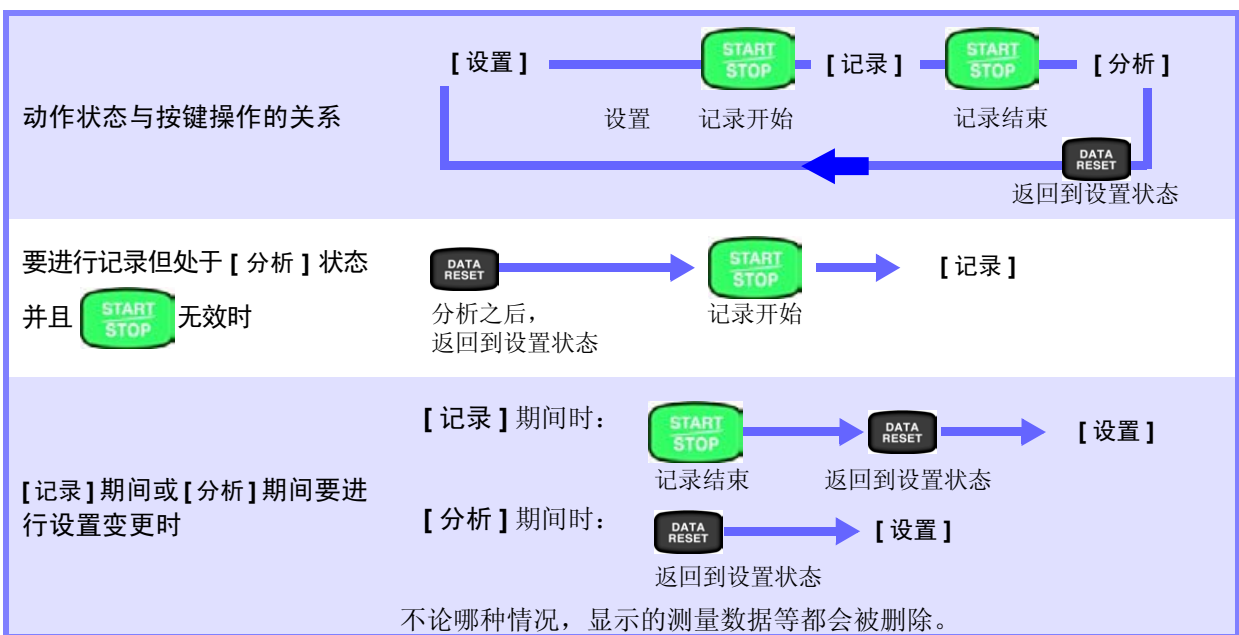 动作状态与按键操作的关系
[ 设置 ] START STOP [ 记录 ] START STOP [ 分析 ]
设置 记录开始 记录结束
DATA RESET
返回到设置状态
要进行记录但处于 [ 分析 ] 状态
并且 START STOP 无效时
DATA RESET START STOP [ 记录 ]
分析之后, 记录开始
返回到设置状态
[ 记录 ] 期间或 [ 分析 ] 期间要进
行设置变更时
[ 记录 ] 期间时: START STOP DATA RESET [ 设置 ]
记录结束 返回到设置状态
[ 分析 ] 期间时: DATA RESET [ 设置 ]
返回到设置状态
不论哪种情况，显示的测量数据等都会被删除。